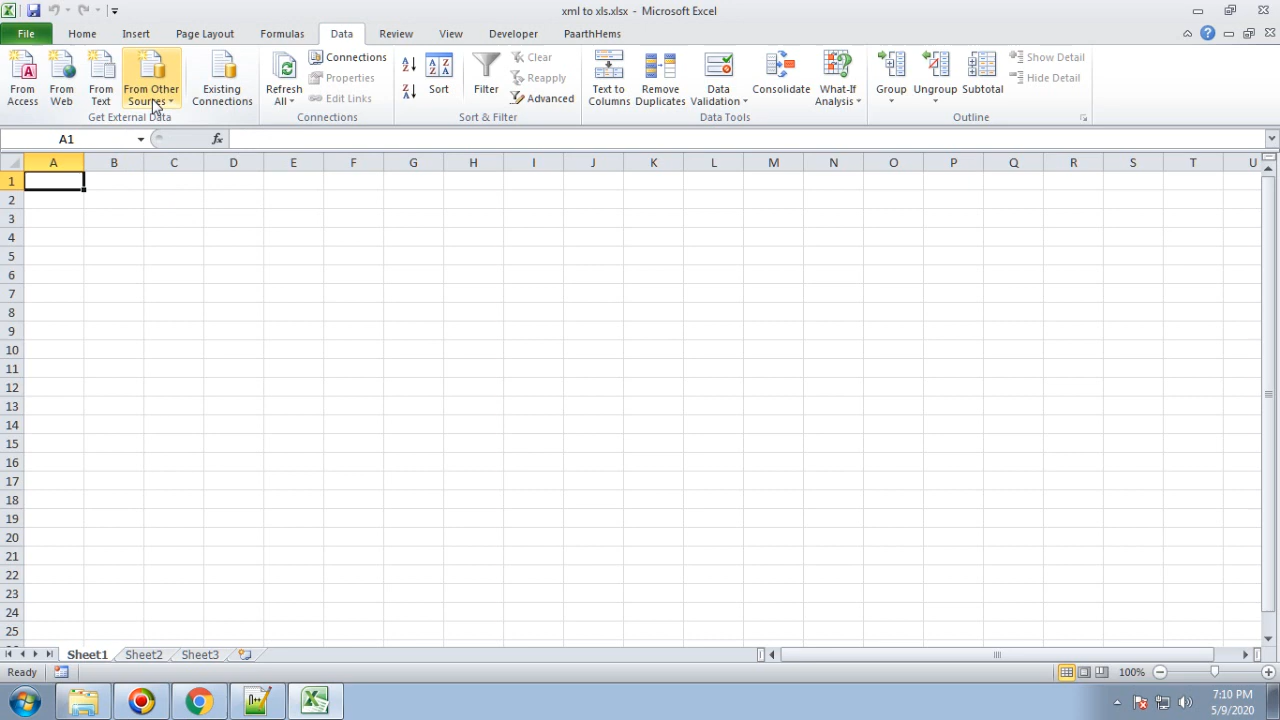 xml to xls.xlsx - Microsoft Excel
File Home Insert Page Layout Formulas Data Review View Developer PaarthHems
From Access
From Web
From Text
From Other Sources
Existing Connections
Get External Data
Refresh All
Connections
Properties
Edit Links
Connections
Sort
Filter
Clear
Reapply
Advanced
Sort & Filter
Text to Columns
Remove Duplicates
Data Validation
Consolidate
What-If Analysis
Data Tools
Group
Ungroup
Subtotal
Show Detail
Hide Detail
Outline
A1 fx
A B C D E F G H I J K L M N O P Q R S T U
1
2
3
4
5
6
7
8
9
10
11
12
13
14
15
16
17
18
19
20
21
22
23
24
25
Sheet1 Sheet2 Sheet3
Ready 100%
7:10 PM
5/9/2020